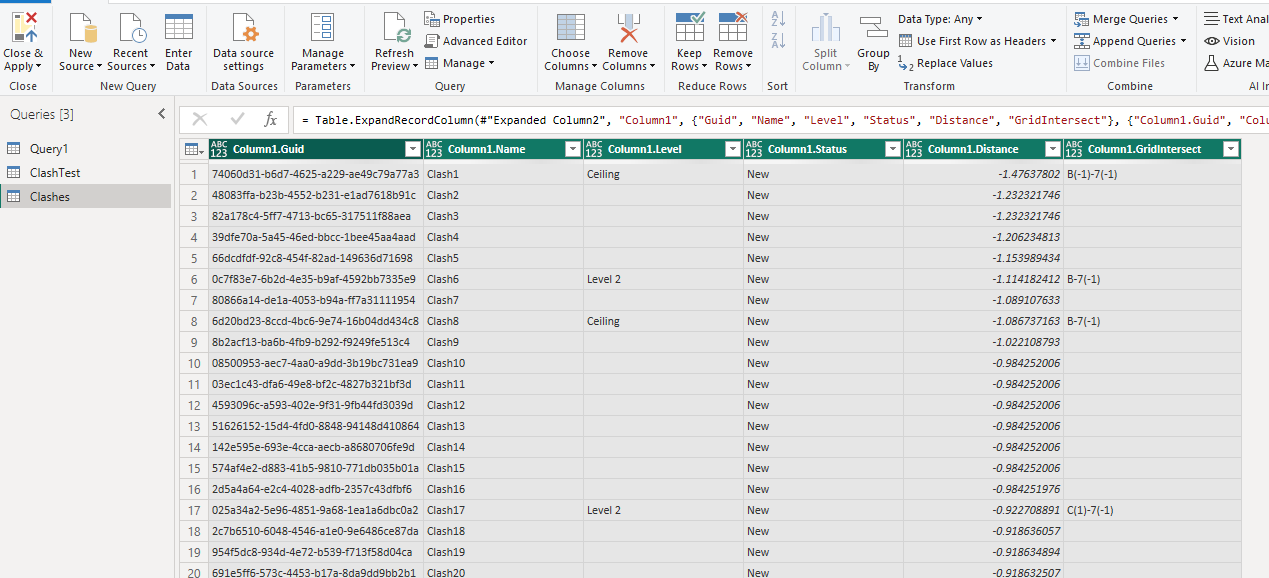 Close & Apply
New Source
Recent Sources
Enter Data
Data source settings
Manage Parameters
Refresh Preview
Properties
Advanced Editor
Manage
Choose Columns
Remove Columns
Keep Rows
Remove Rows
Split Column
Group By
Data Type: Any
Use First Row as Headers
Replace Values
Merge Queries
Append Queries
Combine Files
Text Anal
Vision
Azure Ma
Close
New Query
Data Sources
Parameters
Query
Manage Columns
Reduce Rows
Sort
Transform
Combine
AI In
Queries [3]
fx
= Table.ExpandRecordColumn(#"Expanded Column2", "Column1", {"Guid", "Name", "Level", "Status", "Distance", "GridIntersect"}, {"Column1.Guid", "Colu
Query1
ClashTest
Clashes
ABC 123 Column1.Guid ABC 123 Column1.Name ABC 123 Column1.Level ABC 123 Column1.Status ABC 123 Column1.Distance ABC 123 Column1.GridIntersect
1 74060d31-b6d7-4625-a229-ae49c79a77a3 Clash1 Ceiling New -1.47637802 B(-1)-7(-1)
2 48083ffa-b23b-4552-b231-e1ad7618b91c Clash2 New -1.232321746
3 82a178c4-5ff7-4713-bc65-317511f88aea Clash3 New -1.232321746
4 39dfe70a-5a45-46ed-bbcc-1bee45aa4aad Clash4 New -1.206234813
5 66dcdfdf-92c8-454f-82ad-149636d71698 Clash5 New -1.153989434
6 0c7f83e7-6b2d-4e35-b9af-4592bb7335e9 Clash6 Level 2 New -1.114182412 B-7(-1)
7 80866a14-de1a-4053-b94a-ff7a31111954 Clash7 New -1.089107633
8 6d20bd23-8ccd-4bc6-9e74-16b04dd434c8 Clash8 Ceiling New -1.086737163 B-7(-1)
9 8b2acf13-ba6b-4fb9-b292-f9249fe513c4 Clash9 New -1.022108793
10 08500953-aec7-4aa0-a9dd-3b19bc731ea9 Clash10 New -0.984252006
11 03ec1c43-dfa6-49e8-bf2c-4827b321bf3d Clash11 New -0.984252006
12 4593096c-a593-402e-9f31-9fb44fd3039d Clash12 New -0.984252006
13 51626152-15d4-4fd0-8848-94148d410864 Clash13 New -0.984252006
14 142e595e-693e-4cca-aecb-a8680706fe9d Clash14 New -0.984252006
15 574af4e2-d883-41b5-9810-771db035b01a Clash15 New -0.984252006
16 2d5a4a64-e2c4-4028-adfb-2357c43dfbf6 Clash16 New -0.984251976
17 025a34a2-5e96-4851-9a68-1ea1a6dbc0a2 Clash17 Level 2 New -0.922708891 C(1)-7(-1)
18 2c7b6510-6048-4546-a1e0-9e6486ce87da Clash18 New -0.918636057
19 954f5dc8-934d-4e72-b539-f713f58d04ca Clash19 New -0.918634894
20 691e5ff6-573c-4453-b17a-8da9dd9bb2b1 Clash20 New -0.918632507